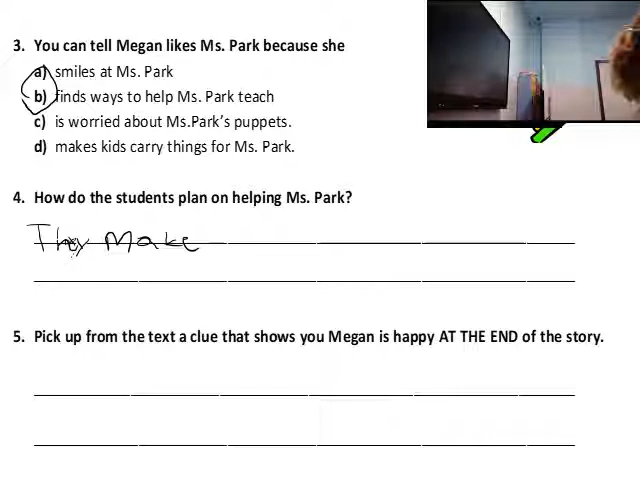 3. You can tell Megan likes Ms. Park because she
a) smiles at Ms. Park
b) finds ways to help Ms. Park teach
c) is worried about Ms.Park's puppets.
d) makes kids carry things for Ms. Park.
4. How do the students plan on helping Ms. Park?
They make
5. Pick up from the text a clue that shows you Megan is happy AT THE END of the story.